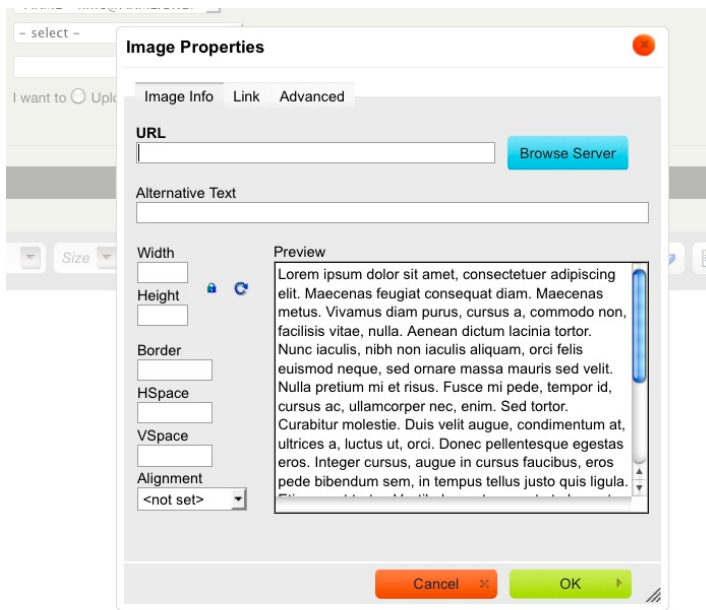 – select –
Image Properties
I want to Uplo
Image Info Link Advanced
URL
Browse Server
Alternative Text
Size
Width
Height
Preview
Lorem ipsum dolor sit amet, consectetuer adipiscing
elit. Maecenas feugiat consequat diam. Maecenas
metus. Vivamus diam purus, cursus a, commodo non,
facilisis vitae, nulla. Aenean dictum lacinia tortor.
Nunc iaculis, nibh non iaculis aliquam, orci felis
euismod neque, sed ornare massa mauris sed velit.
Nulla pretium mi et risus. Fusce mi pede, tempor id,
cursus ac, ullamcorper nec, enim. Sed tortor.
Curabitur molestie. Duis velit augue, condimentum at,
ultrices a, luctus ut, orci. Donec pellentesque egestas
eros. Integer cursus, augue in cursus faucibus, eros
pede bibendum sem, in tempus tellus justo quis ligula.
Border
HSpace
VSpace
Alignment
<not set>
Cancel
OK